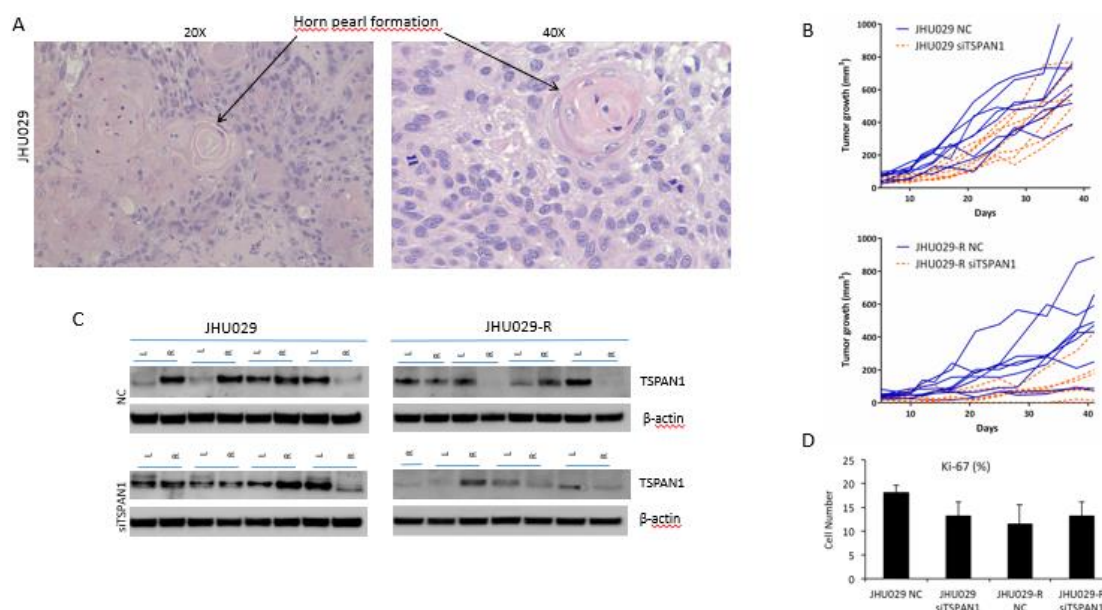 A
Horn pearl formation
20X
40X
JHU029
B
JHU029 NC
JHU029 siTSPAN1
Tumor growth (mm³)
1000
800
600
400
200
0
10
20
30
40
Days
JHU029-R NC
JHU029-R siTSPAN1
Tumor growth (mm³)
1000
800
600
400
200
0
10
20
30
40
Days
C
JHU029
JHU029-R
L R L R L R L R
L R L R L R L R
NC
TSPAN1
β-actin
L R L R L R L R
R L R L R L R
siTSPAN1
TSPAN1
β-actin
D
Ki-67 (%)
Cell Number
25
20
15
10
5
0
JHU029 NC
JHU029
siTSPAN1
JHU029-R
NC
JHU029-R
siTSPAN1